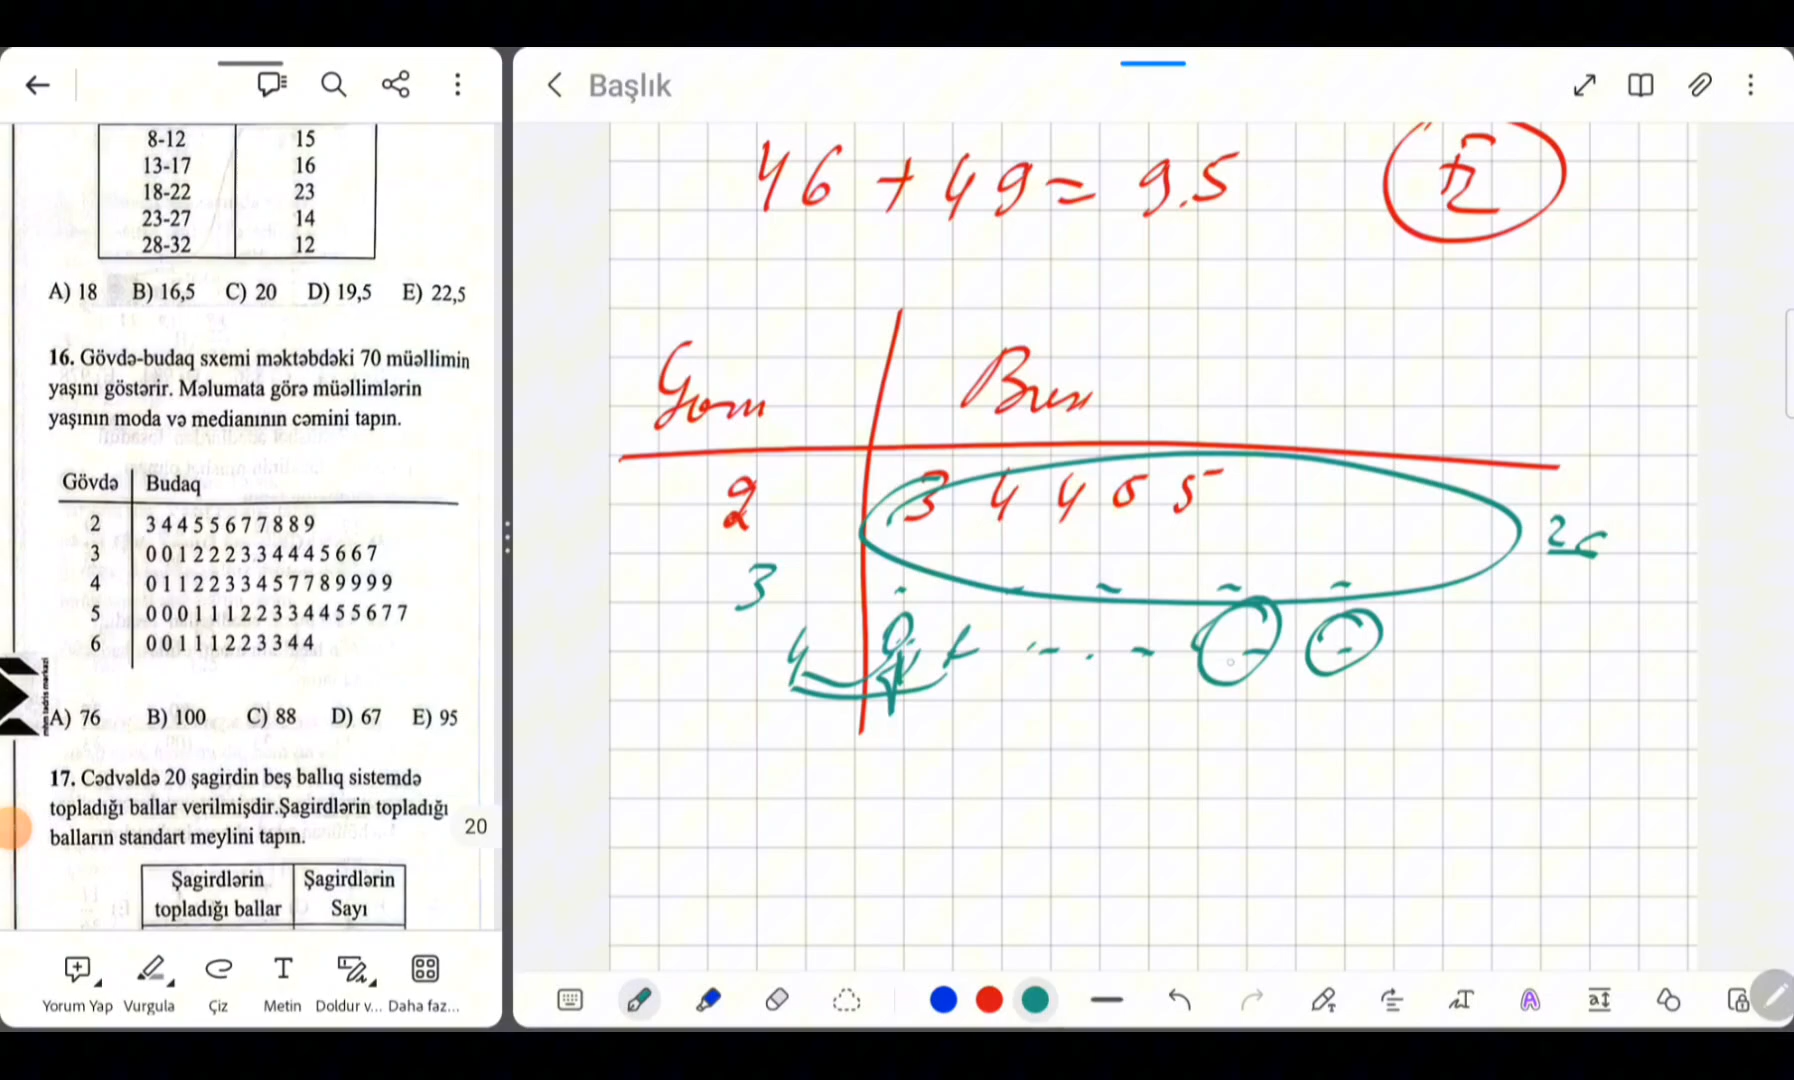 8-12 15
13-17 16
18-22 23
23-27 14
28-32 12
A) 18 B) 16,5 C) 20 D) 19,5 E) 22,5
16. Gövdə-budaq sxemi məktəbdəki 70 müəllimin
yaşını göstərir. Məlumata görə müəllimlərin
yaşının moda və medianının cəmini tapın.
Gövdə Budaq
2 3 4 4 5 5 6 7 7 8 8 9
3 0 0 1 2 2 2 3 3 4 4 4 5 6 6 7
4 0 1 1 2 2 3 3 4 5 7 7 8 9 9 9 9
5 0 0 0 1 1 1 2 2 3 3 4 4 5 5 6 7 7
6 0 0 1 1 1 2 2 3 3 4 4
A) 76 B) 100 C) 88 D) 67 E) 95
17. Cədvəldə 20 şagirdin beş ballıq sistemdə
topladığı ballar verilmişdir.Şagirdlərin topladığı
balların standart meylini tapın.
20
Şagirdlərin Şagirdlərin
topladığı ballar Sayı
Yorum Yap Vurgula Çiz Metin Doldur v... Daha faz...
Başlık
46 + 49 = 9.5 E
2 3 4 4 5 5
3
4